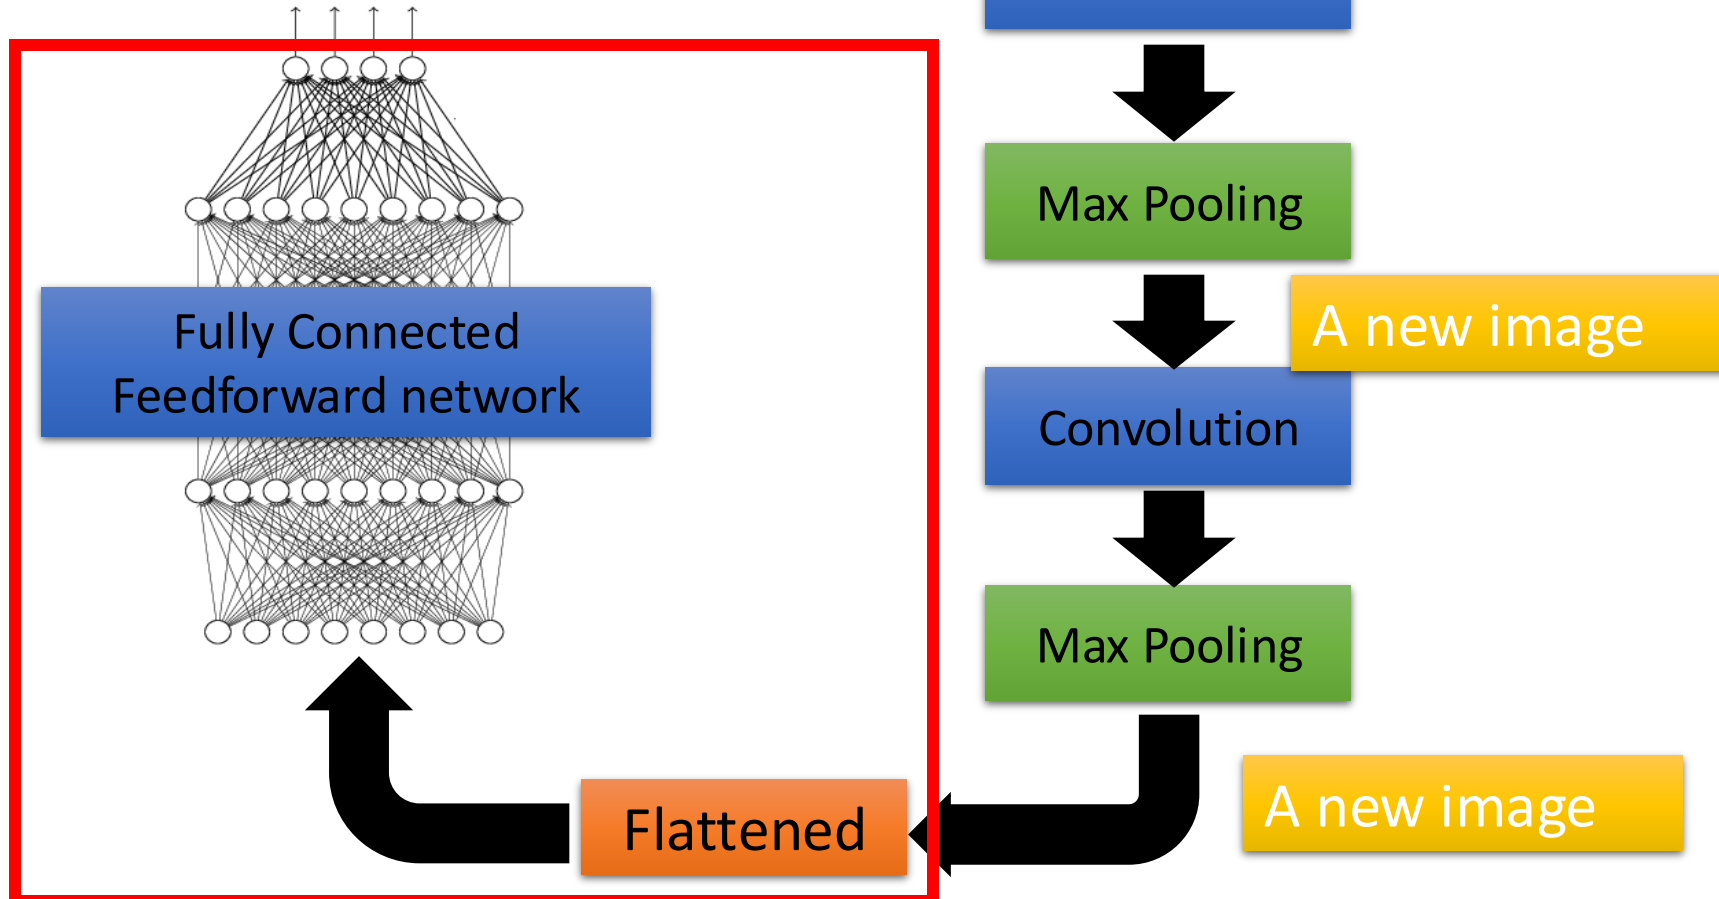 Max Pooling
A new image
Convolution
Max Pooling
A new image
Flattened
Fully Connected
Feedforward network